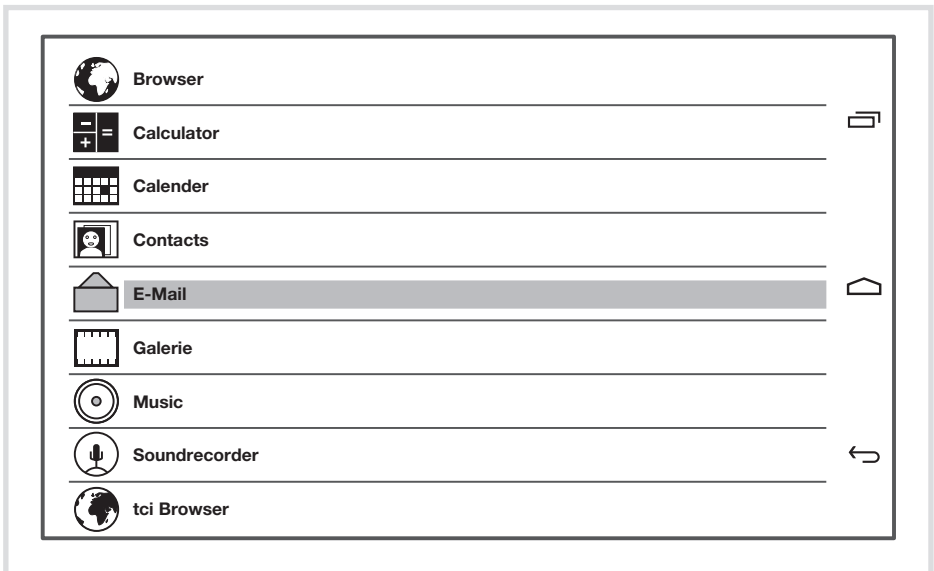 Browser
Calculator
Calender
Contacts
E-Mail
Galerie
Music
Soundrecorder
tci Browser